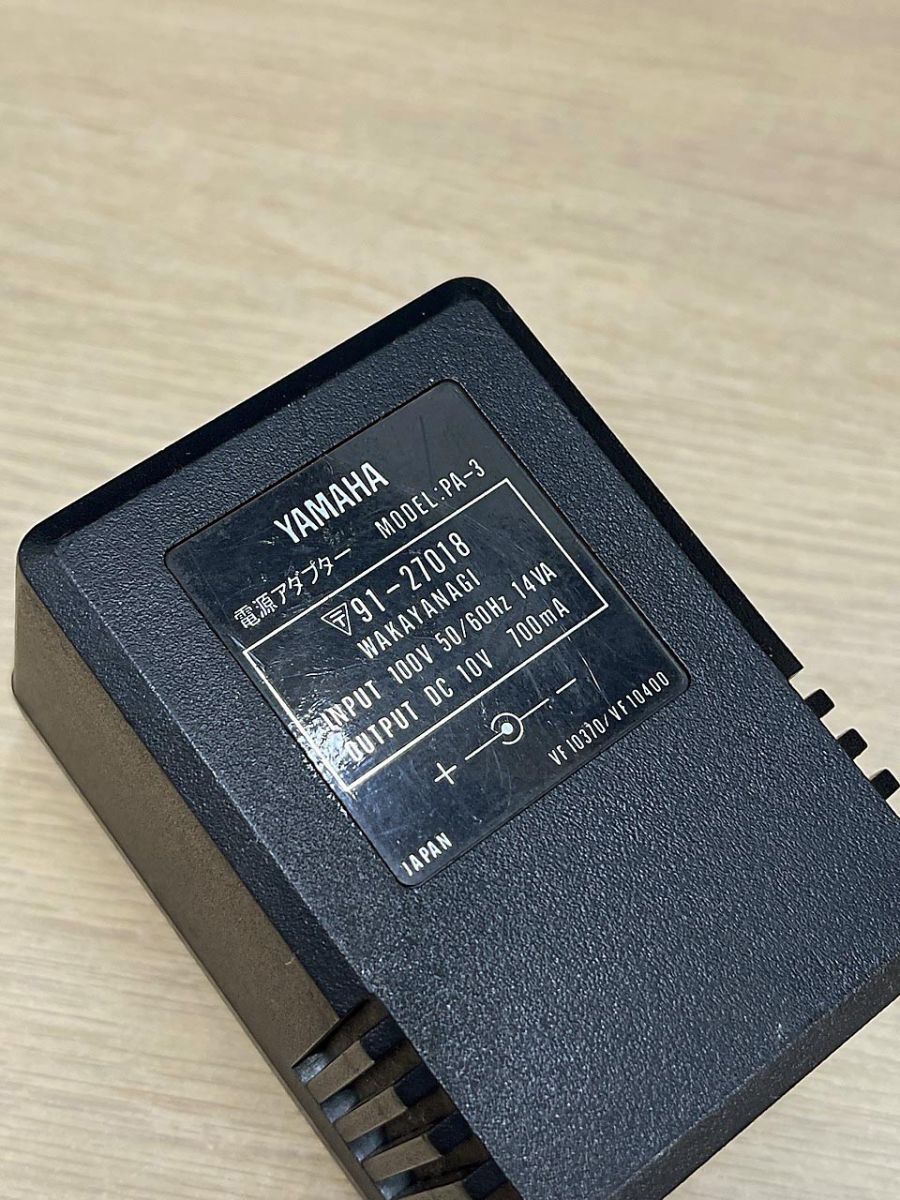 YAMAHA
電源アダプター MODEL:PA-3
〒91-27018
WAKAYANAGI
INPUT 100V 50/60Hz 14VA
OUTPUT DC 10V 700mA
+ −
VF10370/VF10400
JAPAN